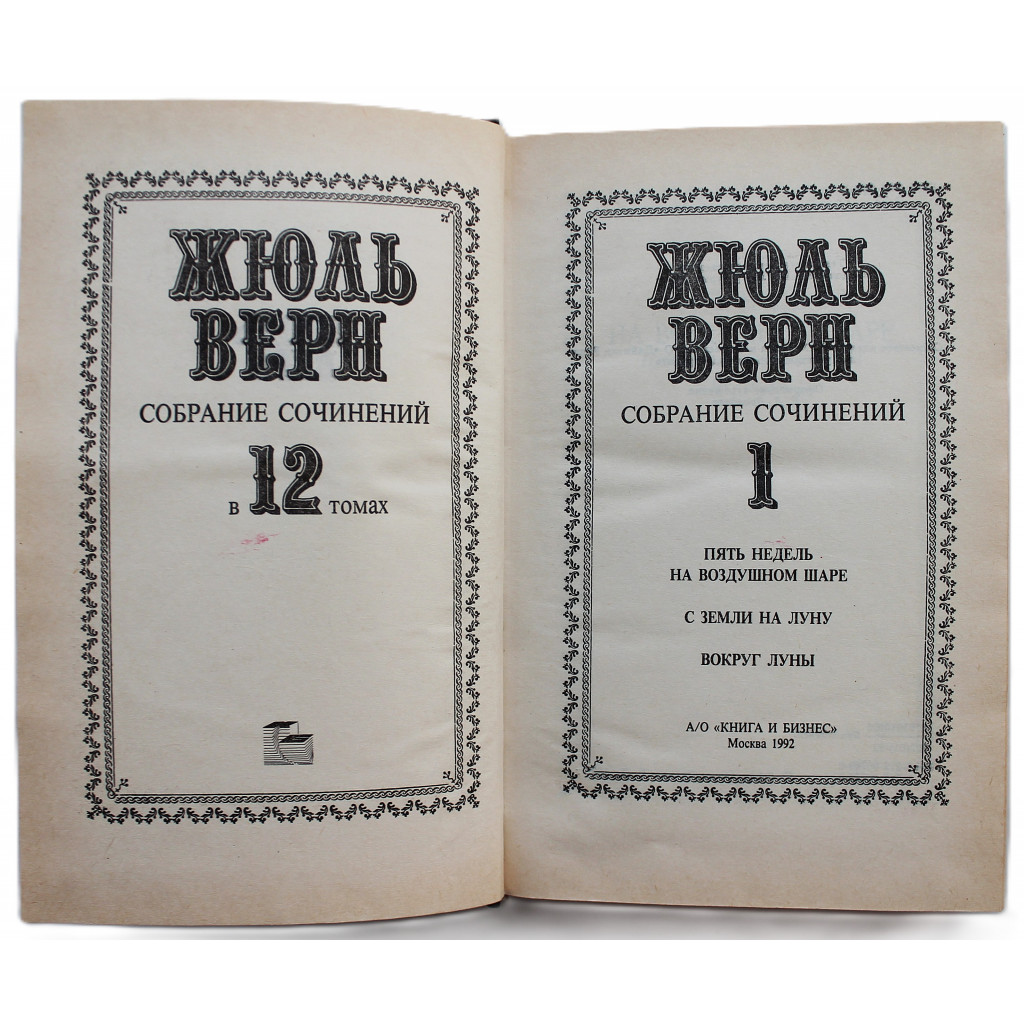 ЖЮЛЬ
ВЕРН
СОБРАНИЕ СОЧИНЕНИЙ
в 12 томах
ЖЮЛЬ
ВЕРН
СОБРАНИЕ СОЧИНЕНИЙ
1
ПЯТЬ НЕДЕЛЬ
НА ВОЗДУШНОМ ШАРЕ
С ЗЕМЛИ НА ЛУНУ
ВОКРУГ ЛУНЫ
А/О «КНИГА И БИЗНЕС»
Москва 1992